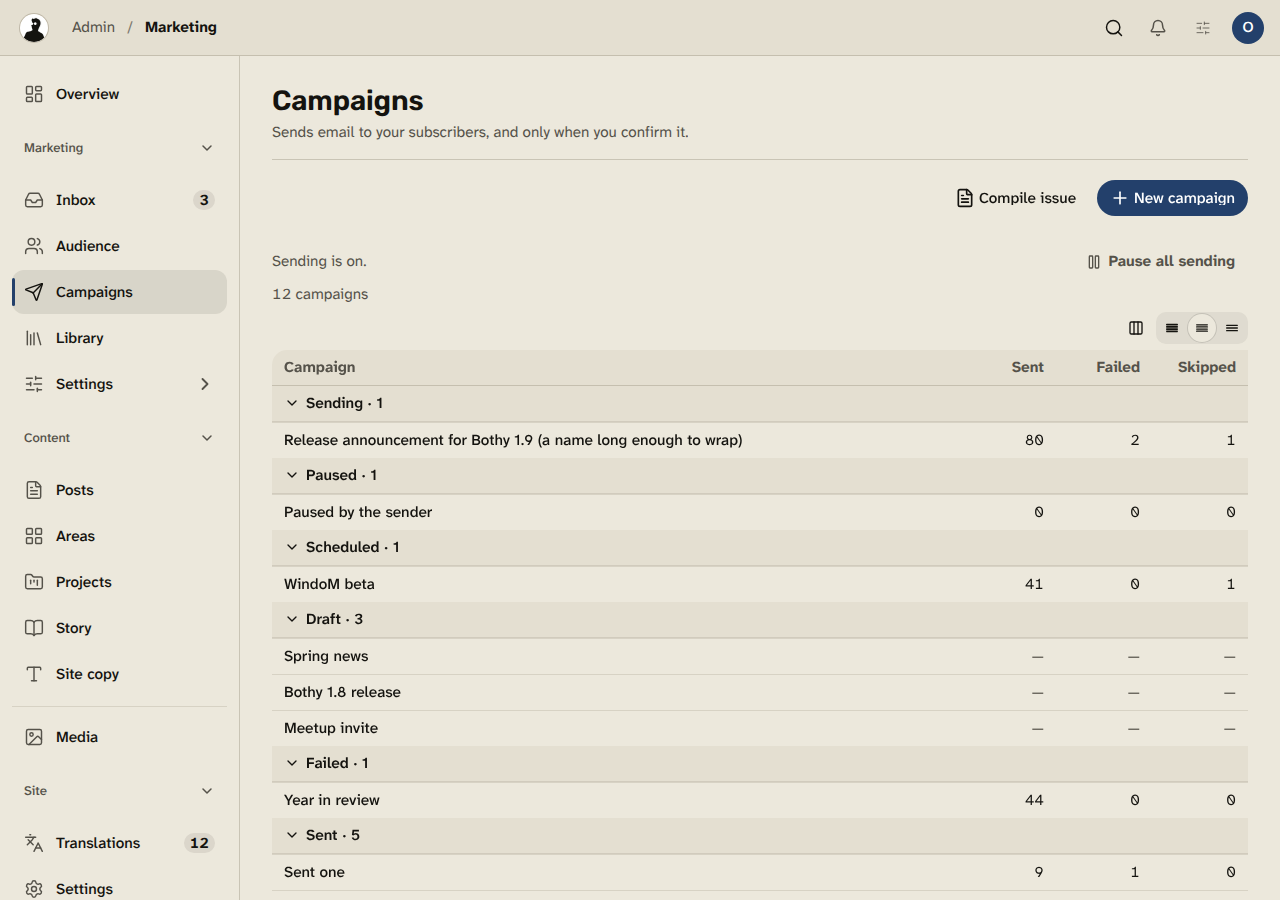 Admin / Marketing
O
Overview
Marketing
Inbox 3
Audience
Campaigns
Library
Settings
Content
Posts
Areas
Projects
Story
Site copy
Media
Site
Translations 12
Settings
Campaigns
Sends email to your subscribers, and only when you confirm it.
Compile issue
New campaign
Sending is on.
Pause all sending
12 campaigns
Campaign Sent Failed Skipped
Sending · 1
Release announcement for Bothy 1.9 (a name long enough to wrap) 80 2 1
Paused · 1
Paused by the sender 0 0 0
Scheduled · 1
WindoM beta 41 0 1
Draft · 3
Spring news — — —
Bothy 1.8 release — — —
Meetup invite — — —
Failed · 1
Year in review 44 0 0
Sent · 5
Sent one 9 1 0